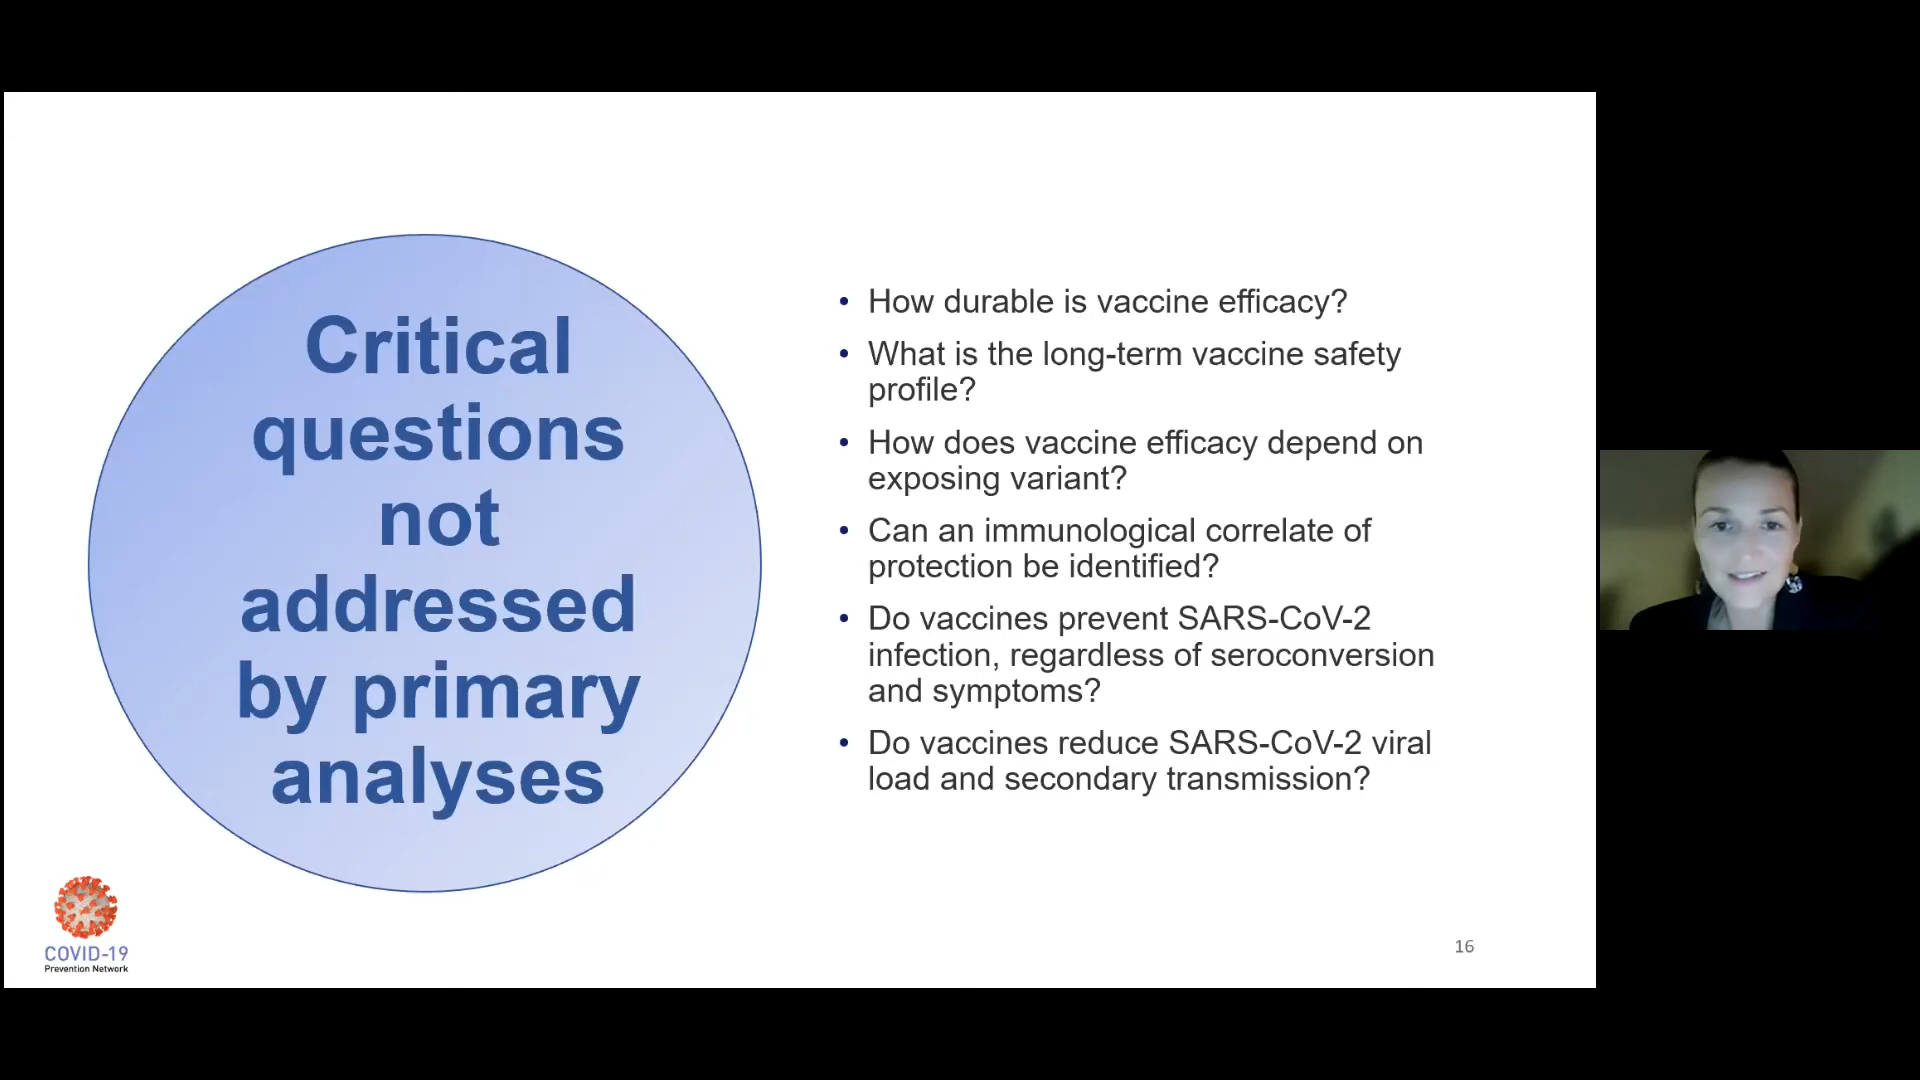 Critical
questions
not
addressed
by primary
analyses
• How durable is vaccine efficacy?
• What is the long-term vaccine safety
profile?
• How does vaccine efficacy depend on
exposing variant?
• Can an immunological correlate of
protection be identified?
• Do vaccines prevent SARS-CoV-2
infection, regardless of seroconversion
and symptoms?
• Do vaccines reduce SARS-CoV-2 viral
load and secondary transmission?
COVID-19
Prevention Network
16